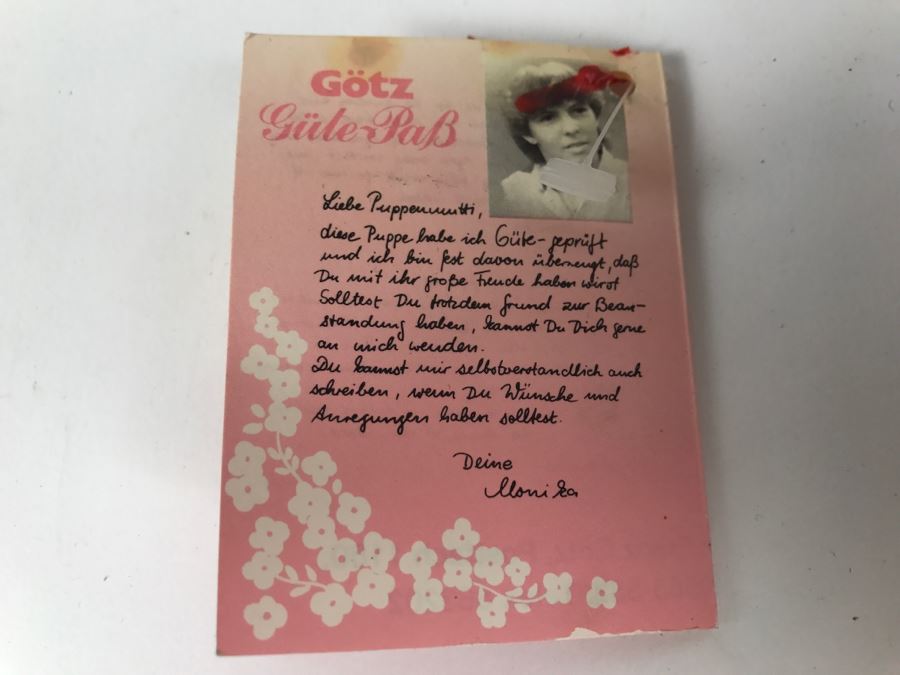 Götz
Güte-Paß
Liebe Puppenmutti,
diese Puppe habe ich Güte-geprüft
und ich bin fest davon überzeugt, daß
Du mit ihr große Freude haben wirst
Solltest Du trotzdem Grund zur Bean-
standung haben, kannst Du Dich gerne
an mich wenden.
Du kannst mir selbstverständlich auch
schreiben, wenn Du Wünsche und
Anregungen haben solltest.
Deine
Monika